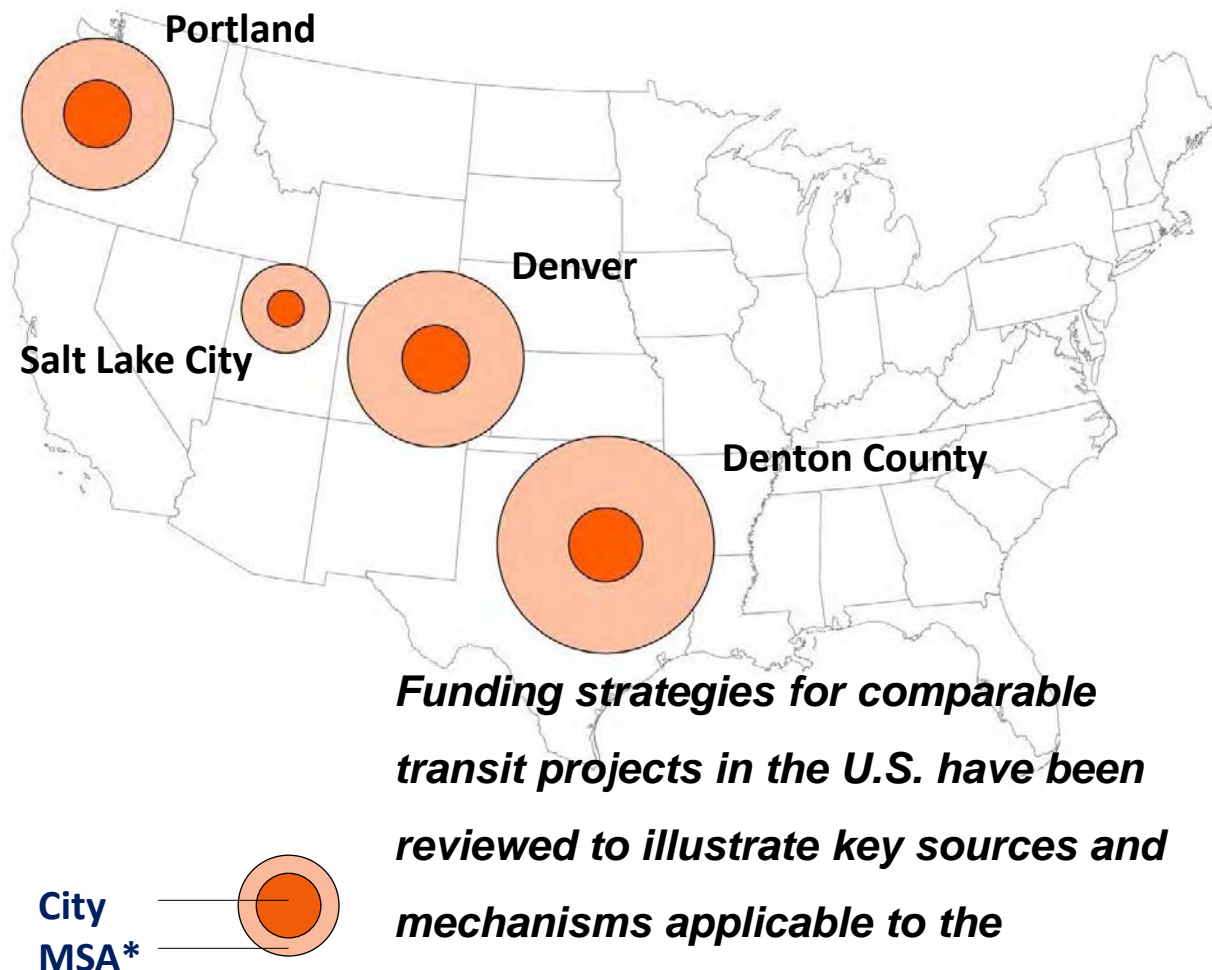 Portland
Denver
Salt Lake City
Denton County
Funding strategies for comparable
transit projects in the U.S. have been
reviewed to illustrate key sources and
mechanisms applicable to the
City
MSA*